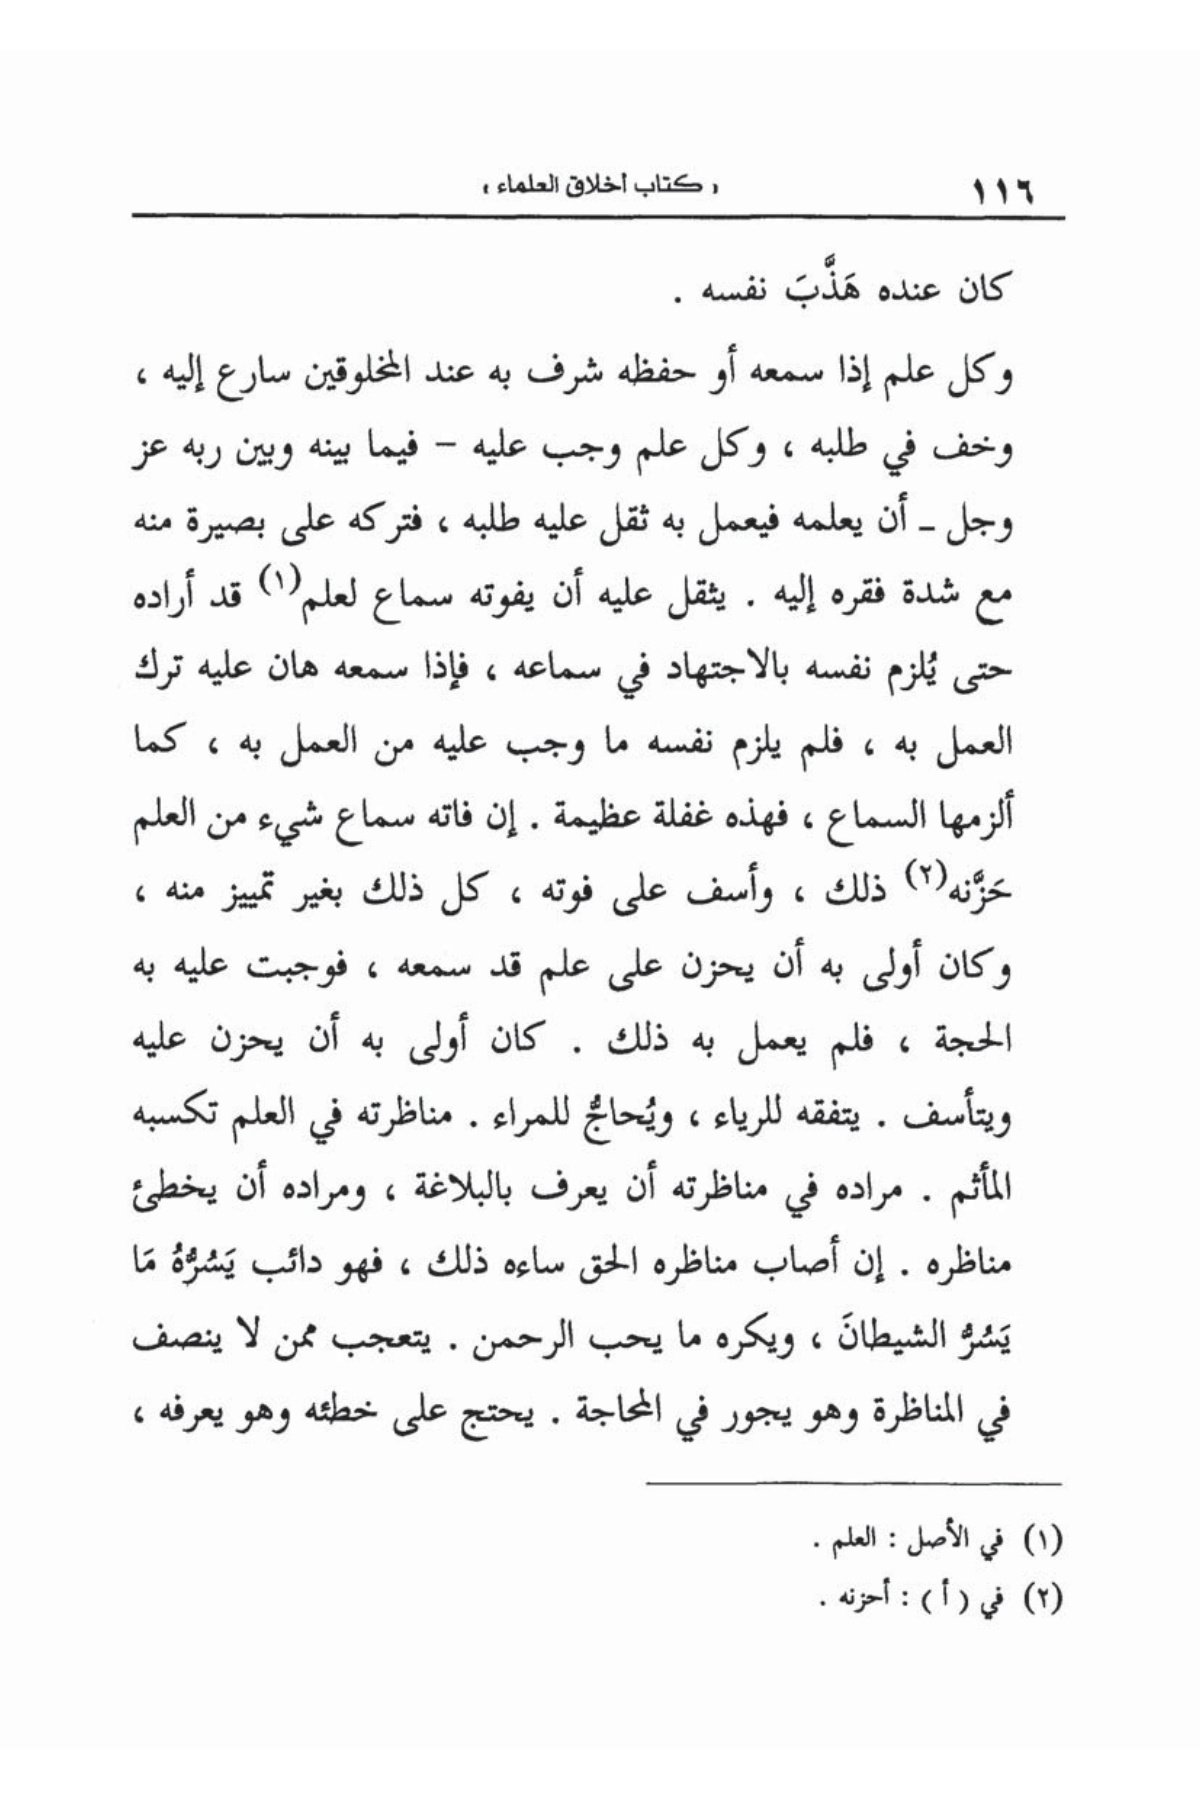 ١١٦
« كتاب أخلاق العلماء »
كان عنده هَذَّبَ نفسه .
وكل علم إذا سمعه أو حفظه شرف به عند المخلوقين سارع إليه ،
وخف في طلبه ، وكل علم وجب عليه – فيما بينه وبين ربه عز
وجل ـ أن يعلمه فيعمل به ثقل عليه طلبه ، فتركه على بصيرة منه
مع شدة فقره إليه . يثقل عليه أن يفوته سماع لعلم(١) قد أراده
حتى يُلزم نفسه بالاجتهاد في سماعه ، فإذا سمعه هان عليه ترك
العمل به ، فلم يلزم نفسه ما وجب عليه من العمل به ، كما
ألزمها السماع ، فهذه غفلة عظيمة . إن فاته سماع شيء من العلم
حَزَّنه(٢) ذلك ، وأسف على فوته ، كل ذلك بغير تمييز منه ،
وكان أولى به أن يحزن على علم قد سمعه ، فوجبت عليه به
الحجة ، فلم يعمل به ذلك . كان أولى به أن يحزن عليه
ويتأسف . يتفقه للرياء ، ويُحاجُّ للمراء . مناظرته في العلم تكسبه
المأثم . مراده في مناظرته أن يعرف بالبلاغة ، ومراده أن يخطئ
مناظره . إن أصاب مناظره الحق ساءه ذلك ، فهو دائب يَسُرُّهُ مَا
يَسُرُّ الشيطانَ ، ويكره ما يحب الرحمن . يتعجب ممن لا ينصف
في المناظرة وهو يجور في المحاجة . يحتج على خطئه وهو يعرفه ،
(١) في الأصل : العلم .
(٢) في ( أ ) : أحزنه .